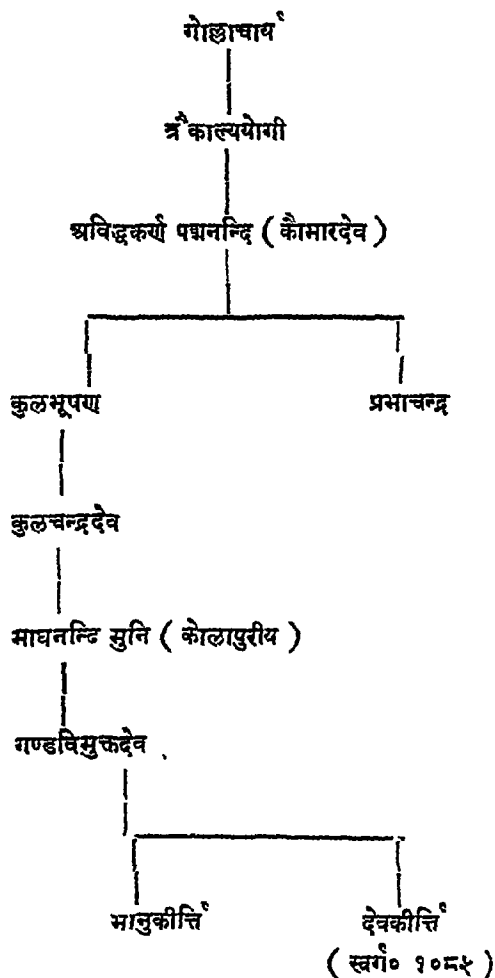 गोल्लाचार्य
त्रैकाल्ययोगी
अविद्धकर्ण पद्मनन्दि ( कौमारदेव )
कुलभूषण प्रभाचन्द्र
कुलचन्द्रदेव
माघनन्दि मुनि ( कोलापुरीय )
गण्डविमुक्तदेव
भानुकीर्त्ति देवकीर्त्ति
( स्वर्ग० १०८५ )